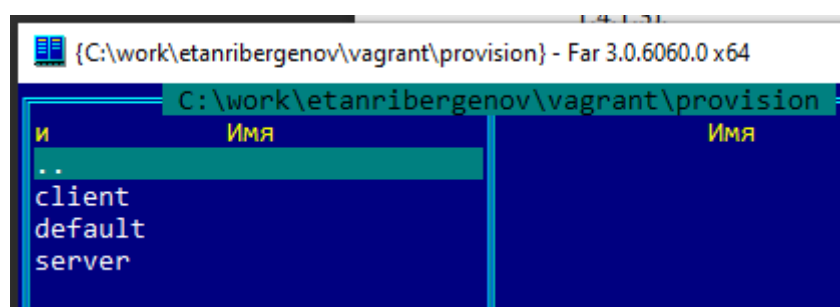 {C:\work\etanribergenov\vagrant\provision} - Far 3.0.6060.0 x64
C:\work\etanribergenov\vagrant\provision
и Имя Имя
..
client
default
server